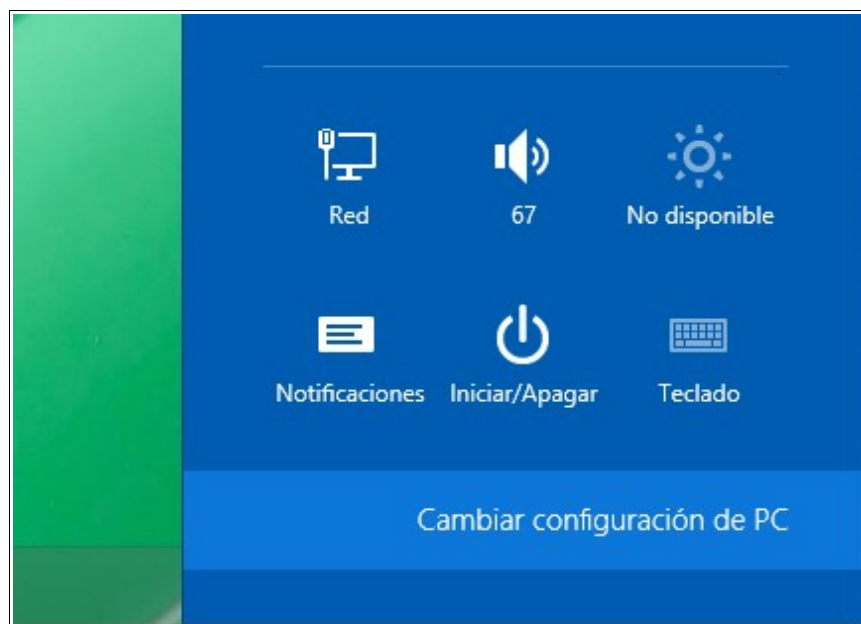 Red
67
No disponible
Notificaciones
Iniciar/Apagar
Teclado
Cambiar configuración de PC